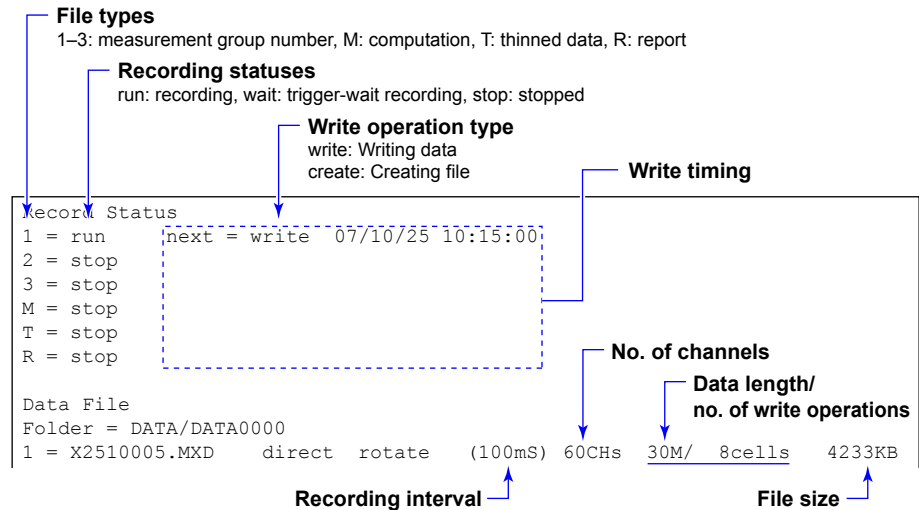 File types
1–3: measurement group number, M: computation, T: thinned data, R: report
Recording statuses
run: recording, wait: trigger-wait recording, stop: stopped
Write operation type
write: Writing data
create: Creating file
Write timing
Record Status
1 = run next = write 07/10/25 10:15:00
2 = stop
3 = stop
M = stop
T = stop
R = stop
No. of channels
Data length/
no. of write operations
Data File
Folder = DATA/DATA0000
1 = X2510005.MXD direct rotate (100mS) 60CHs 30M/ 8cells 4233KB
Recording interval
File size